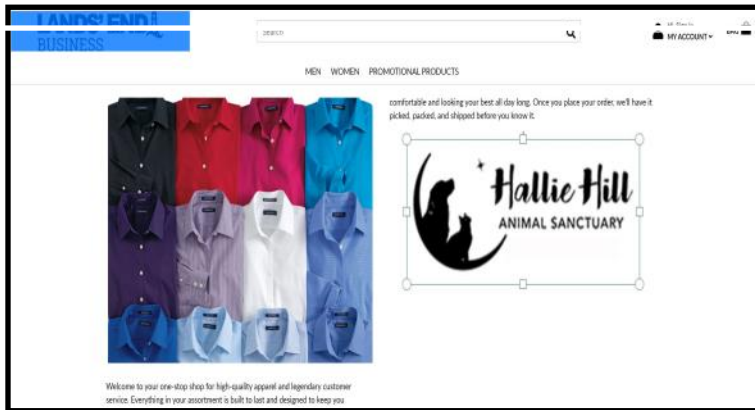 LANDS' END
BUSINESS
search
MY ACCOUNT
MEN WOMEN PROMOTIONAL PRODUCTS
Welcome to your one-stop shop for high-quality apparel and legendary customer
service. Everything in your assortment is built to last and designed to keep you
comfortable and looking your best all day long. Once you place your order, we'll have it
picked, packed, and shipped before you know it.
Hallie Hill
ANIMAL SANCTUARY